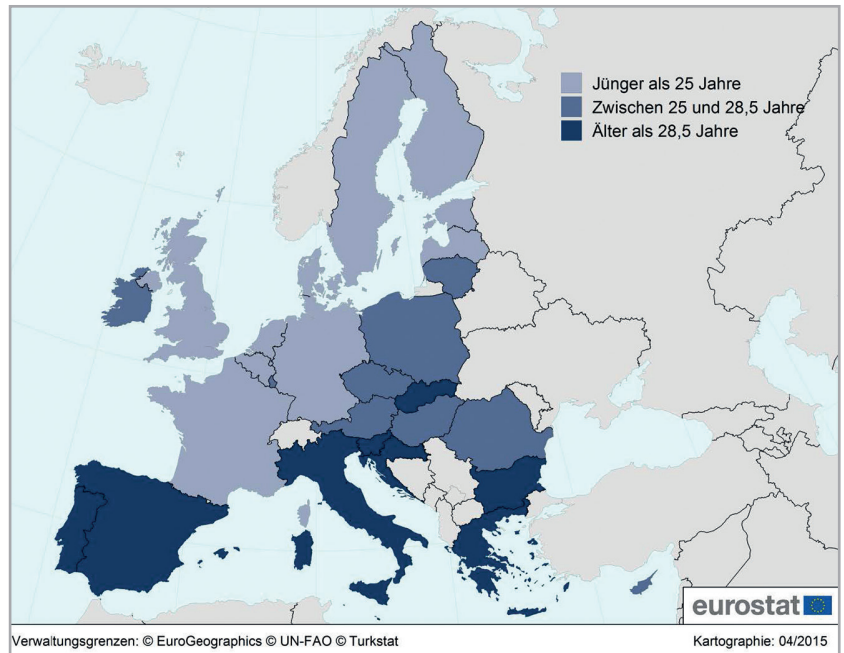 Jünger als 25 Jahre
Zwischen 25 und 28,5 Jahre
Älter als 28,5 Jahre
eurostat
Verwaltungsgrenzen: © EuroGeographics © UN-FAO © Turkstat
Kartographie: 04/2015